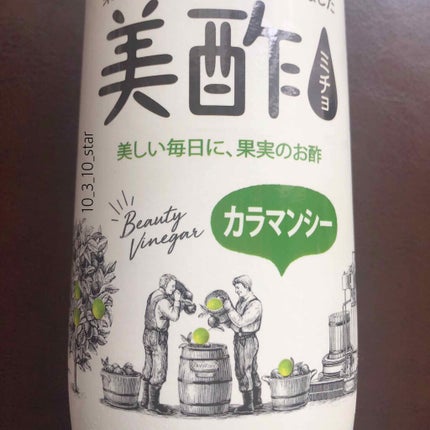 美酢
ミチョ
美しい毎日に、果実のお酢
Beauty
Vinegar
カラマンシー
10_3_10_star